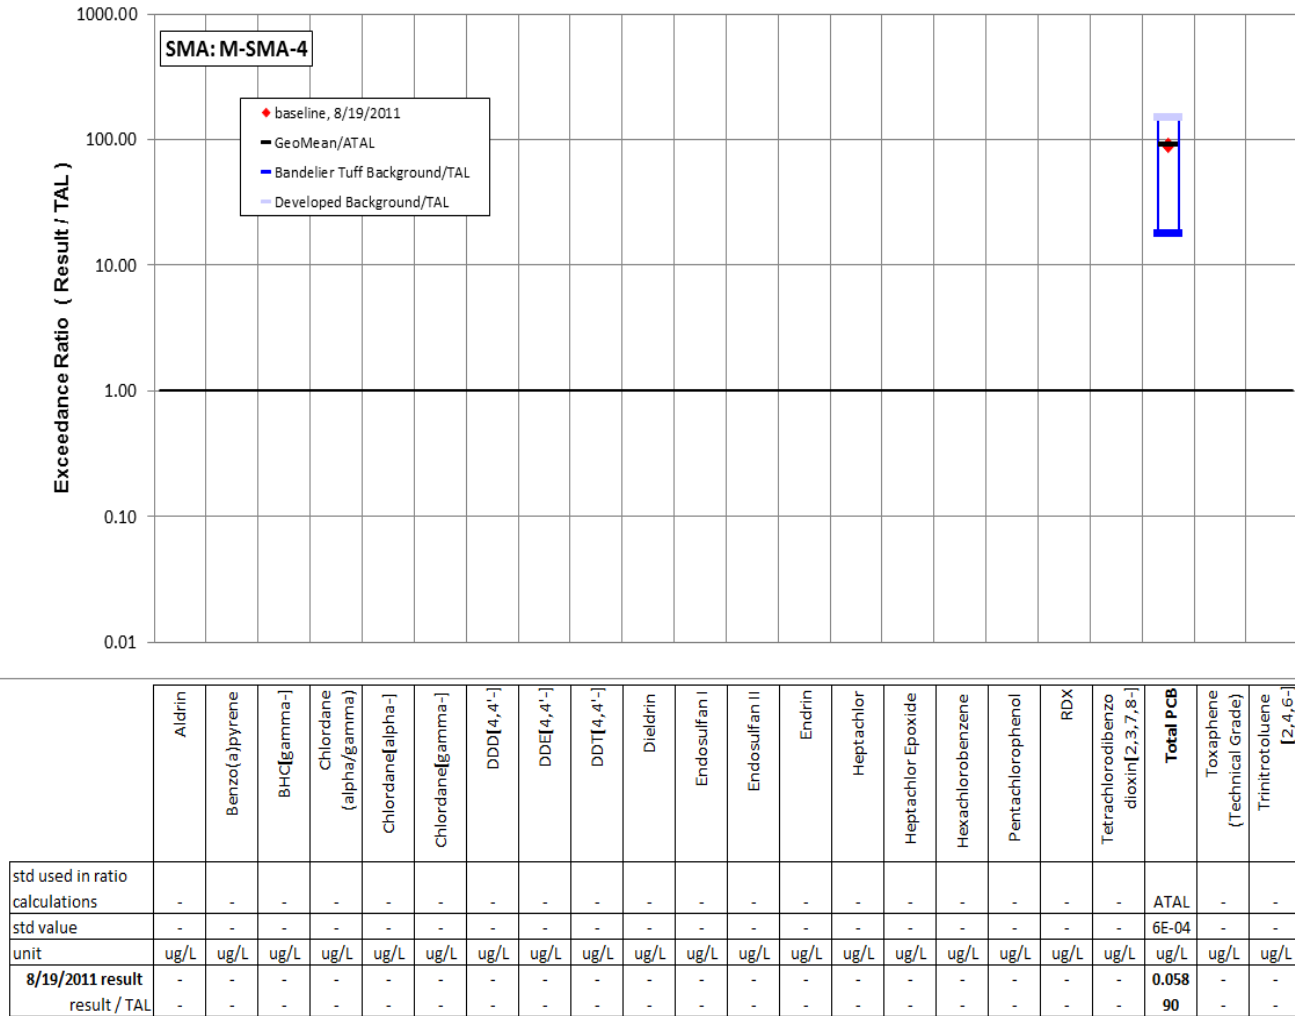 1000.00
SMA: M-SMA-4
baseline, 8/19/2011
100.00
GeoMean/ATAL
Bandelier Tuff Background/TAL
Developed Background/TAL
Exceedance Ratio ( Result / TAL )
10.00
1.00
0.10
0.01
Aldrin
Benzo(a)pyrene
BHC[gamma-]
Chlordane
(alpha/gamma)
Chlordane[alpha-]
Chlordane[gamma-]
DDD[4,4'-]
DDE[4,4'-]
DDT[4,4'-]
Dieldrin
Endosulfan I
Endosulfan II
Endrin
Heptachlor
Heptachlor Epoxide
Hexachlorobenzene
Pentachlorophenol
RDX
Tetrachlorodibenzo
dioxin[2,3,7,8-]
Total PCB
Toxaphene
(Technical Grade)
Trinitrotoluene
[2,4,6-]
std used in ratio
calculations - - - - - - - - - - - - - - - - - - - ATAL - -
std value - - - - - - - - - - - - - - - - - - - 6E-04 - -
unit ug/L ug/L ug/L ug/L ug/L ug/L ug/L ug/L ug/L ug/L ug/L ug/L ug/L ug/L ug/L ug/L ug/L ug/L ug/L ug/L ug/L ug/L
8/19/2011 result - - - - - - - - - - - - - - - - - - - 0.058 - -
result / TAL - - - - - - - - - - - - - - - - - - - 90 - -